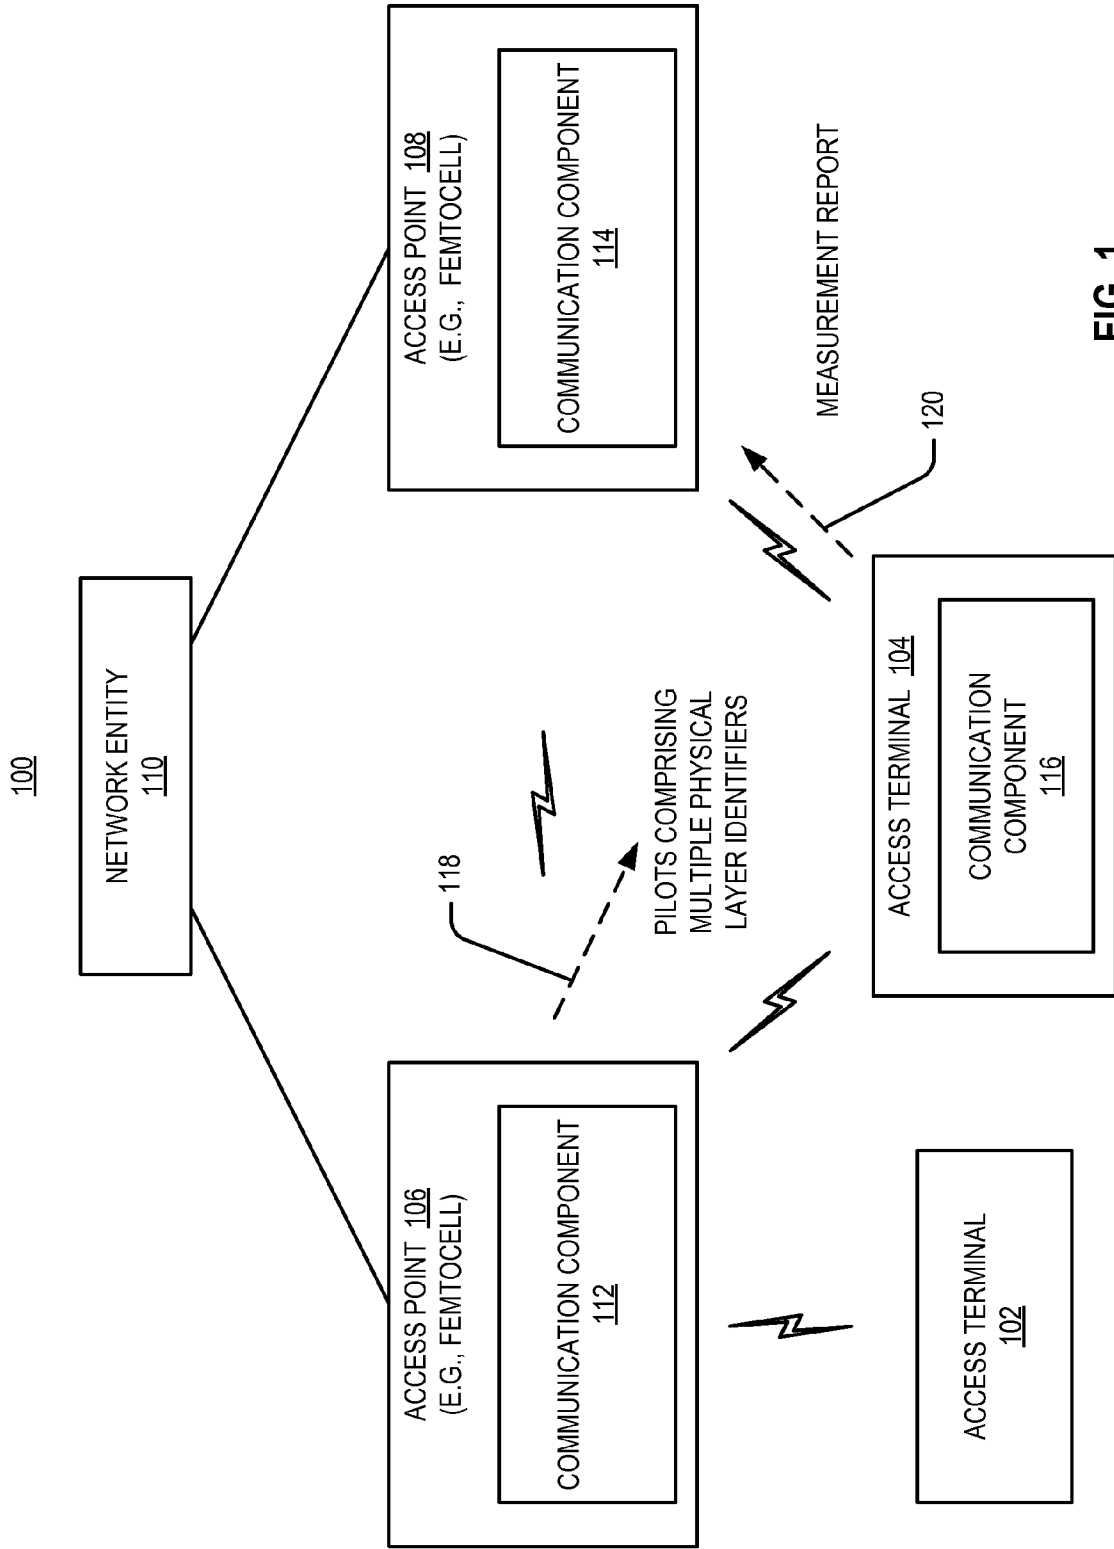 100
NETWORK ENTITY
110
ACCESS POINT 106
(E.G., FEMTOCELL)
COMMUNICATION COMPONENT
112
ACCESS POINT 108
(E.G., FEMTOCELL)
COMMUNICATION COMPONENT
114
118
PILOTS COMPRISING
MULTIPLE PHYSICAL
LAYER IDENTIFIERS
120
MEASUREMENT REPORT
ACCESS TERMINAL
102
ACCESS TERMINAL 104
COMMUNICATION
COMPONENT
116
FIG. 1